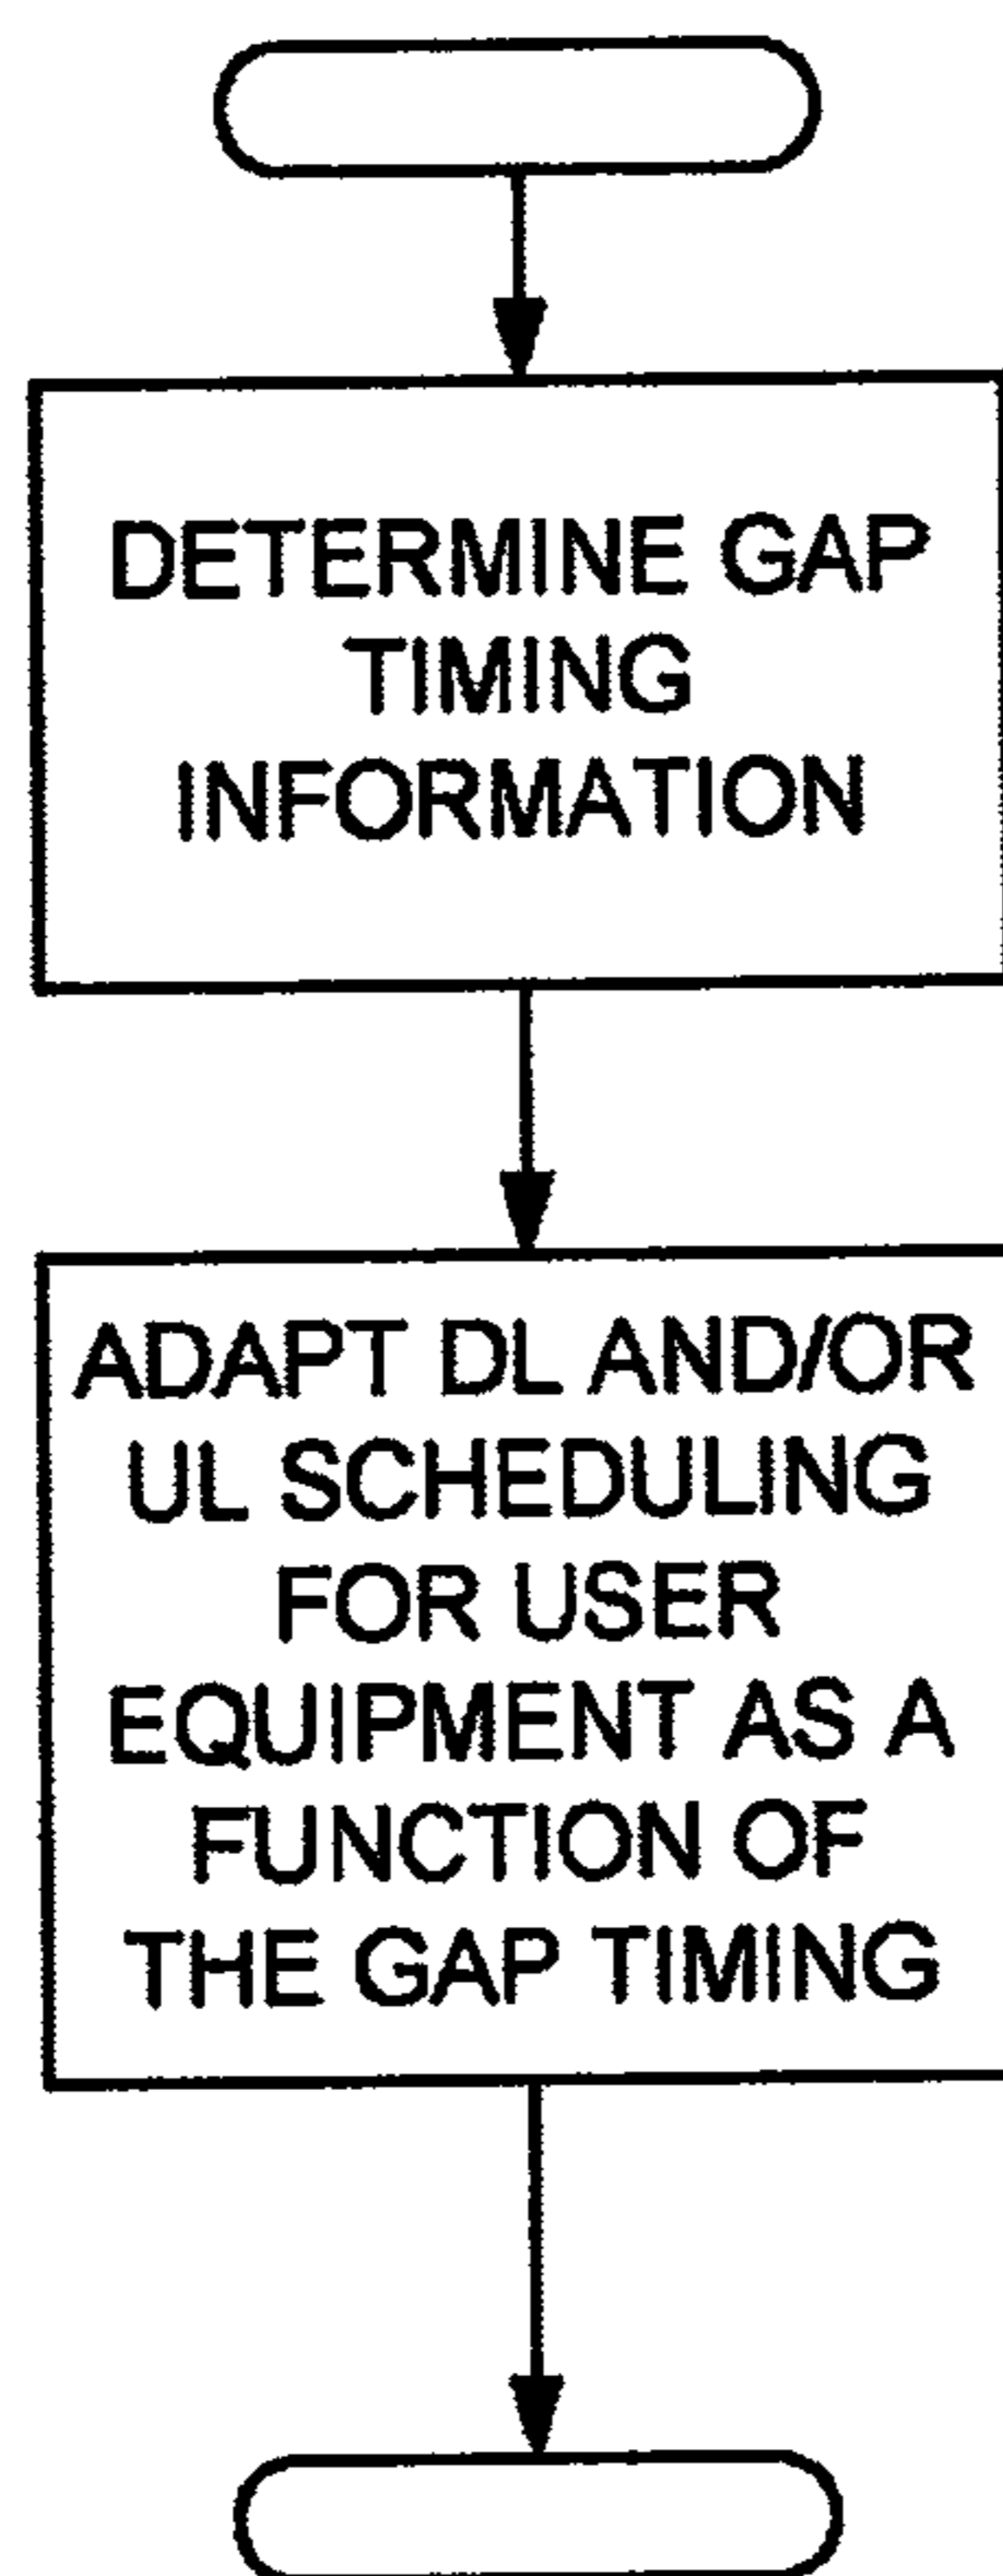 DETERMINE GAP
TIMING
INFORMATION
ADAPT DL AND/OR
UL SCHEDULING
FOR USER
EQUIPMENT AS A
FUNCTION OF
THE GAP TIMING